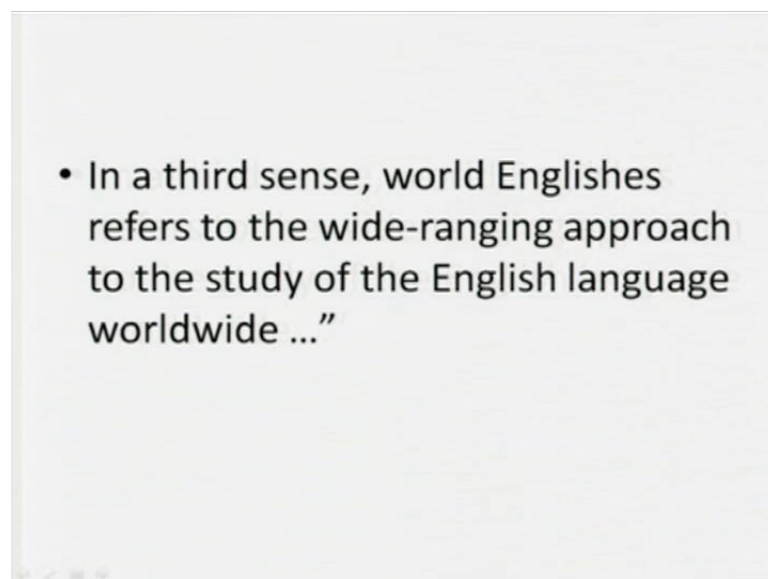 • In a third sense, world Englishes
refers to the wide-ranging approach
to the study of the English language
worldwide ...”